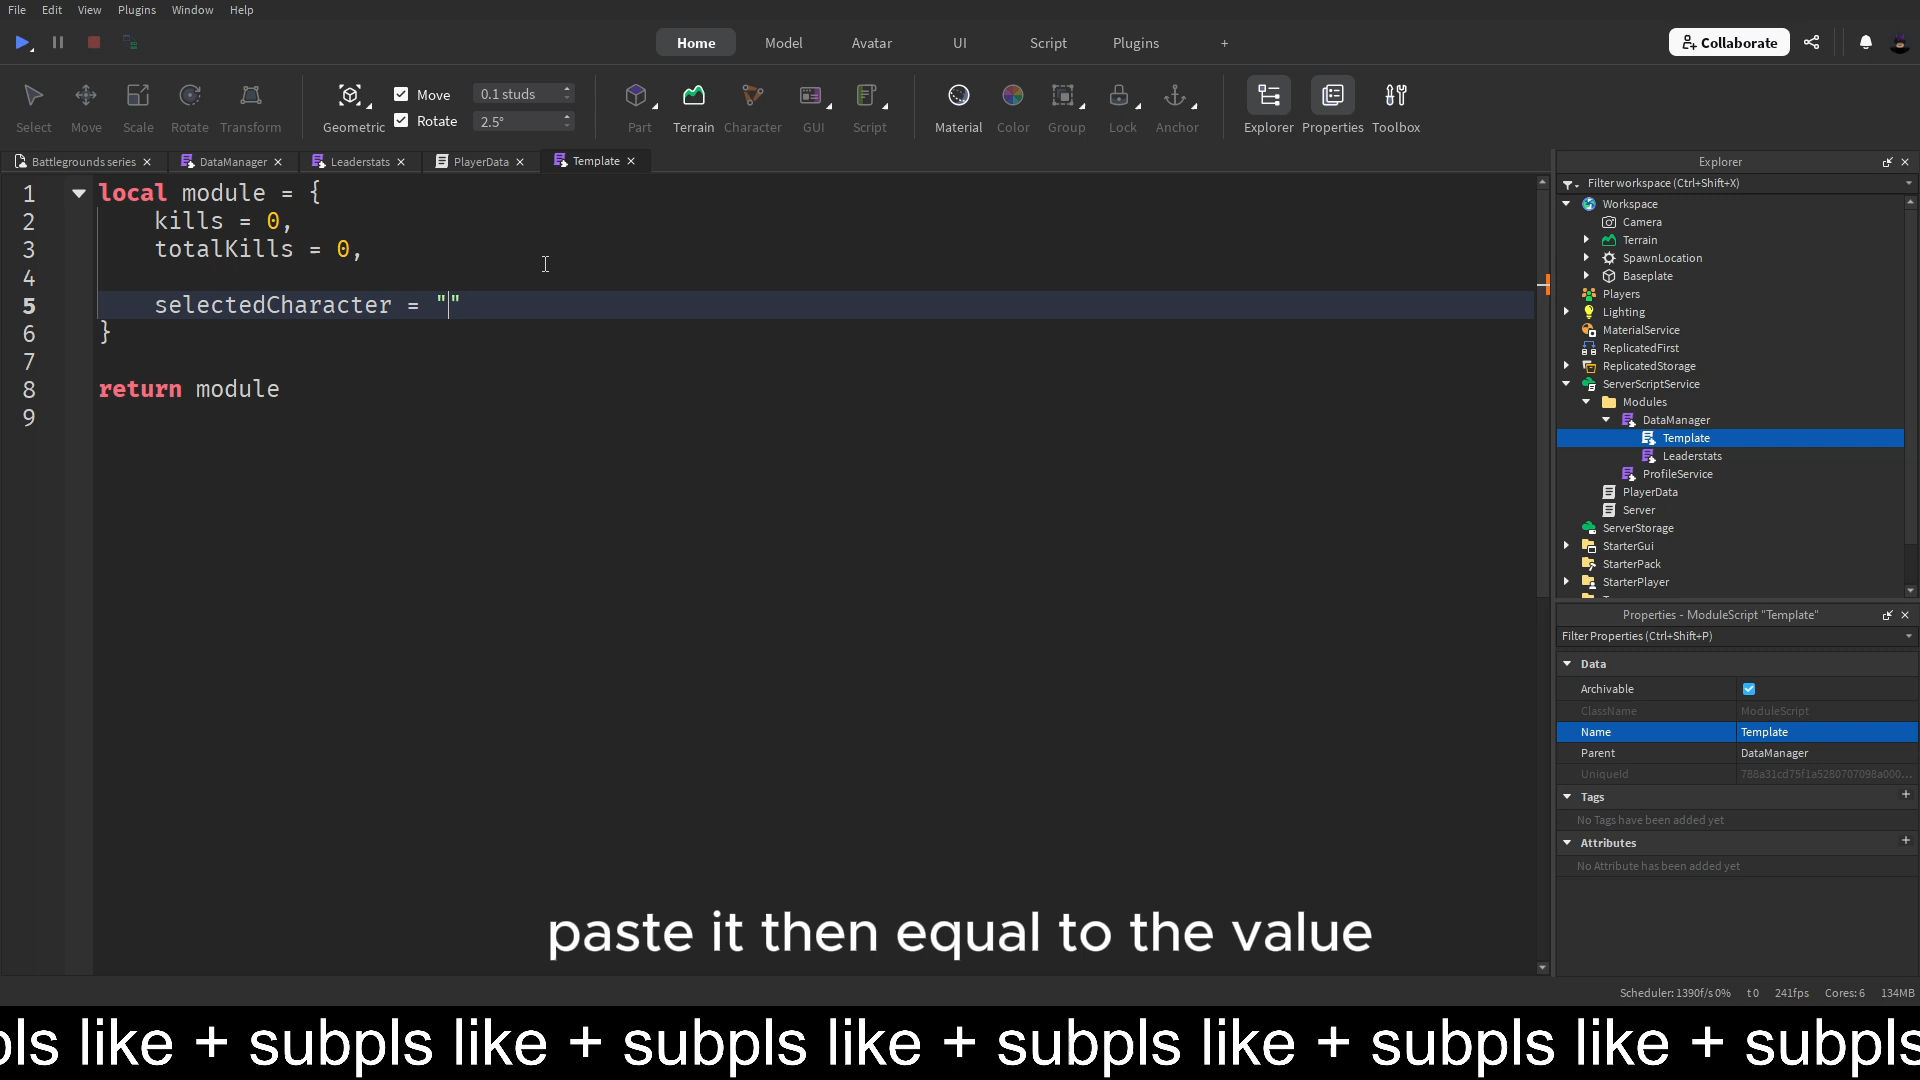 File Edit View Plugins Window Help
Home Model Avatar UI Script Plugins +
Collaborate
Select Move Scale Rotate Transform Geometric
Move 0.1 studs
Rotate 2.5°
Part Terrain Character GUI Script Material Color Group Lock Anchor Explorer Properties Toolbox
Battlegrounds series DataManager Leaderstats PlayerData Template
1 local module = {
2 kills = 0,
3 totalKills = 0,
4
5 selectedCharacter = ""
6 }
7
8 return module
9
Explorer
Filter workspace (Ctrl+Shift+X)
Workspace
Camera
Terrain
SpawnLocation
Baseplate
Players
Lighting
MaterialService
ReplicatedFirst
ReplicatedStorage
ServerScriptService
Modules
DataManager
Template
Leaderstats
ProfileService
PlayerData
Server
ServerStorage
StarterGui
StarterPack
StarterPlayer
Properties - ModuleScript "Template"
Filter Properties (Ctrl+Shift+P)
Data
Archivable
ClassName ModuleScript
Name Template
Parent DataManager
UniqueId 788a31cd75f1a5280707098a000...
Tags +
No Tags have been added yet
Attributes +
No Attribute has been added yet
paste it then equal to the value
Scheduler: 1390f/s 0% t0 241fps Cores: 6 134MB
pls like + subpls like + subpls like + subpls like + subpls like + subpls